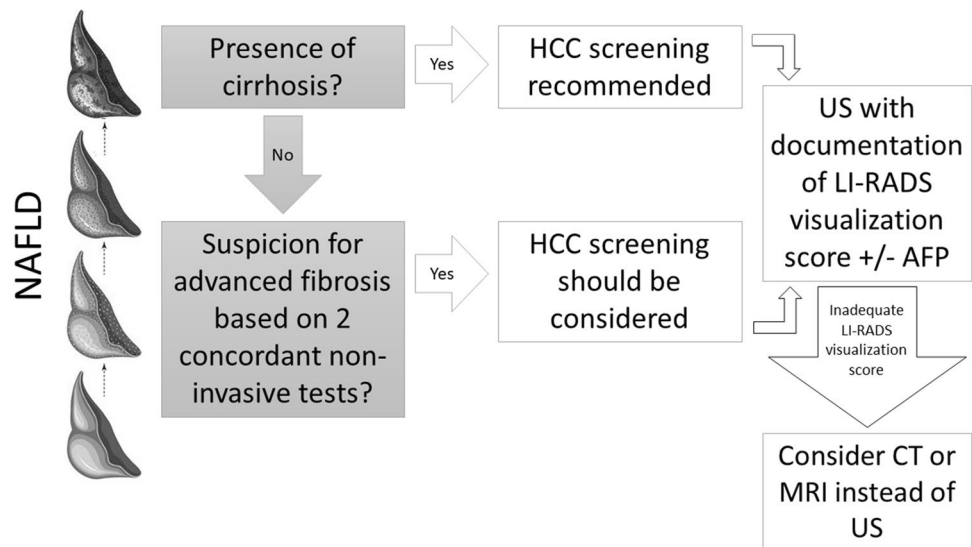 NAFLD
Presence of
cirrhosis?
Yes
HCC screening
recommended
No
US with
documentation
of LI-RADS
visualization
score +/- AFP
Suspicion for
advanced fibrosis
based on 2
concordant non-
invasive tests?
Yes
HCC screening
should be
considered
Inadequate
LI-RADS
visualization
score
Consider CT or
MRI instead of
US